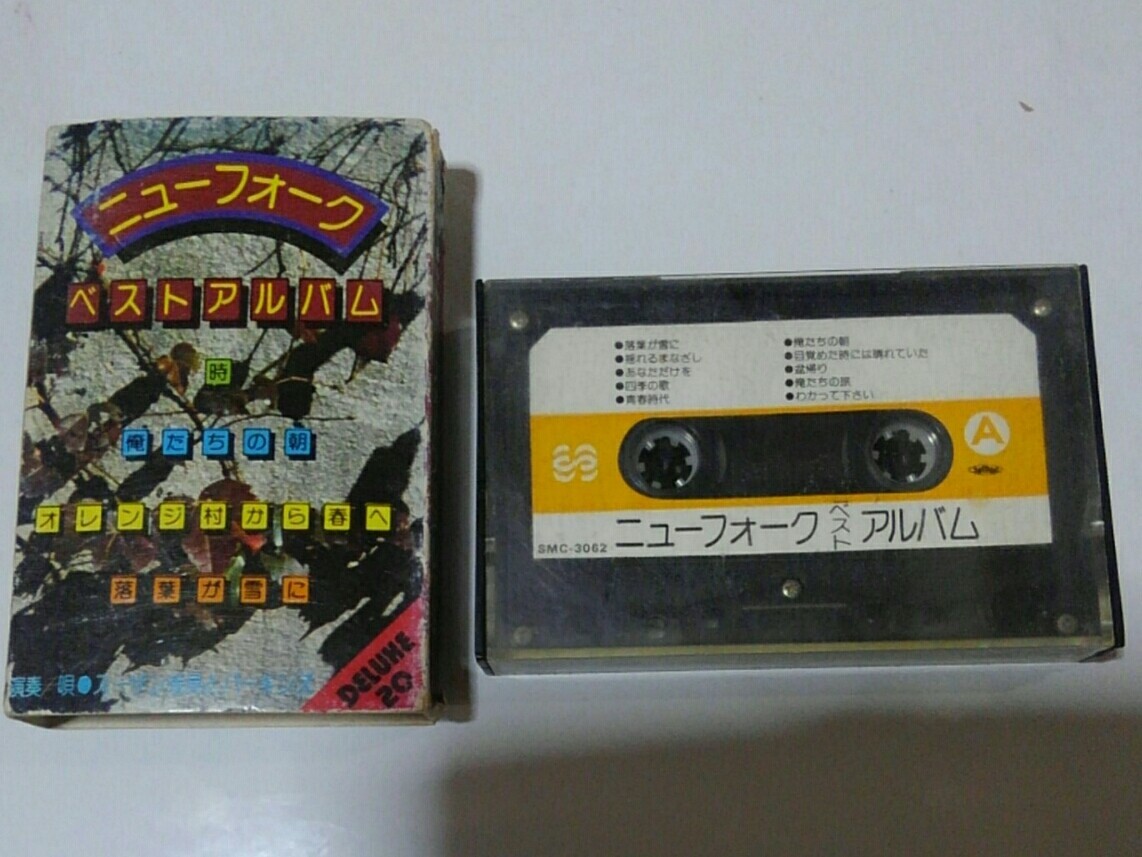 ニューフォーク
ベストアルバム
時
俺たちの朝
オレンジ村から春へ
落葉が雪に
演奏/唄●
DELUXE
20
●落葉が雪に
●揺れるまなざし
●あなただけを
●四季の歌
●青春時代
●俺たちの朝
●目覚めた時には晴れていた
●盆帰り
●俺たちの旅
●わかって下さい
A
SMC-3062
ニューフォークベストアルバム